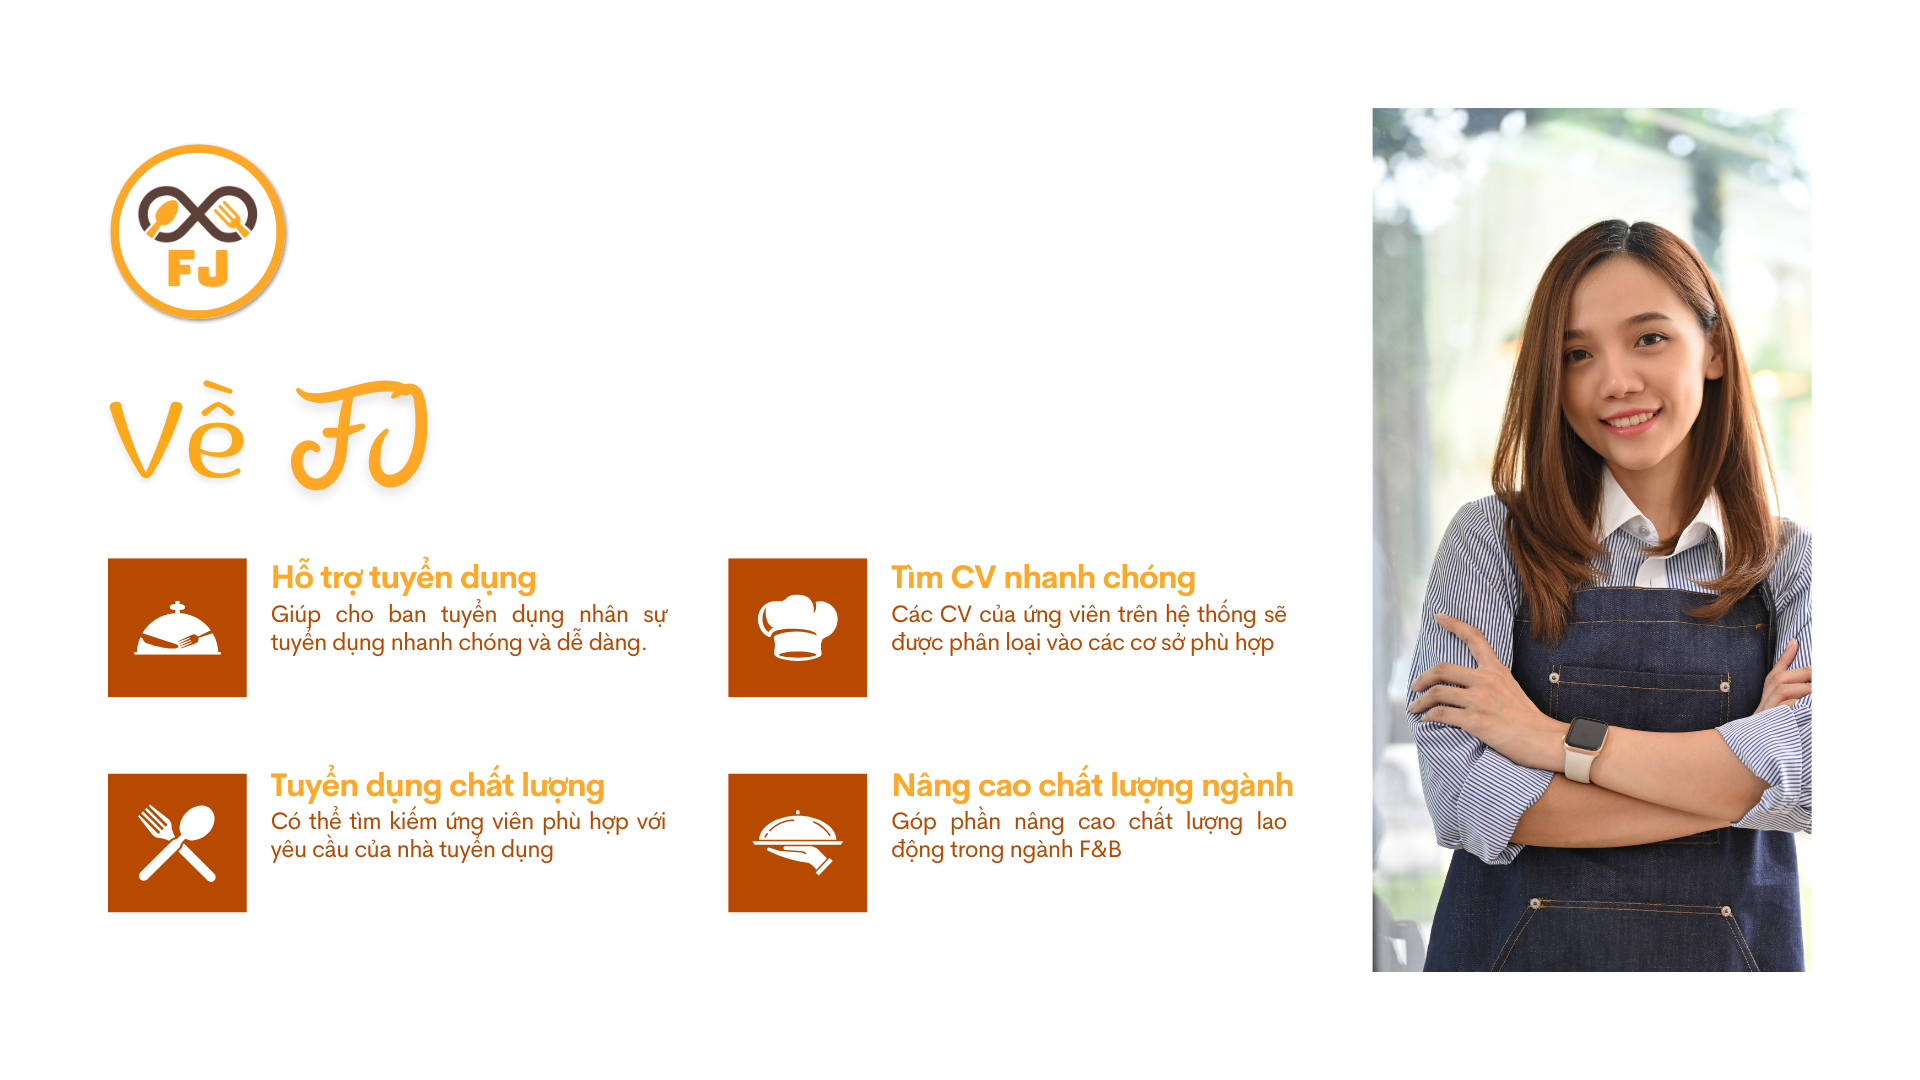 FJ
Về FJ
Hỗ trợ tuyển dụng
Giúp cho ban tuyển dụng nhân sự
tuyển dụng nhanh chóng và dễ dàng.
Tìm CV nhanh chóng
Các CV của ứng viên trên hệ thống sẽ
được phân loại vào các cơ sở phù hợp
Tuyển dụng chất lượng
Có thể tìm kiếm ứng viên phù hợp với
yêu cầu của nhà tuyển dụng
Nâng cao chất lượng ngành
Góp phần nâng cao chất lượng lao
động trong ngành F&B